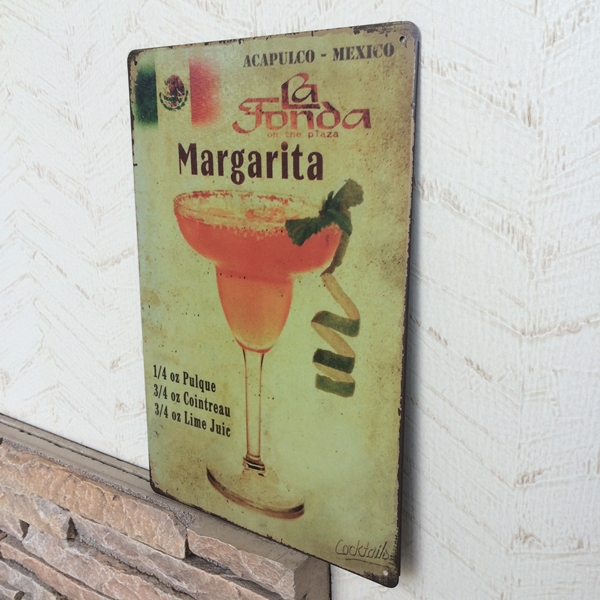 ACAPULCO - MEXICO
La
Fonda
on the plaza
Margarita
1/4 oz Pulque
3/4 oz Cointreau
3/4 oz Lime Juic
Cocktails